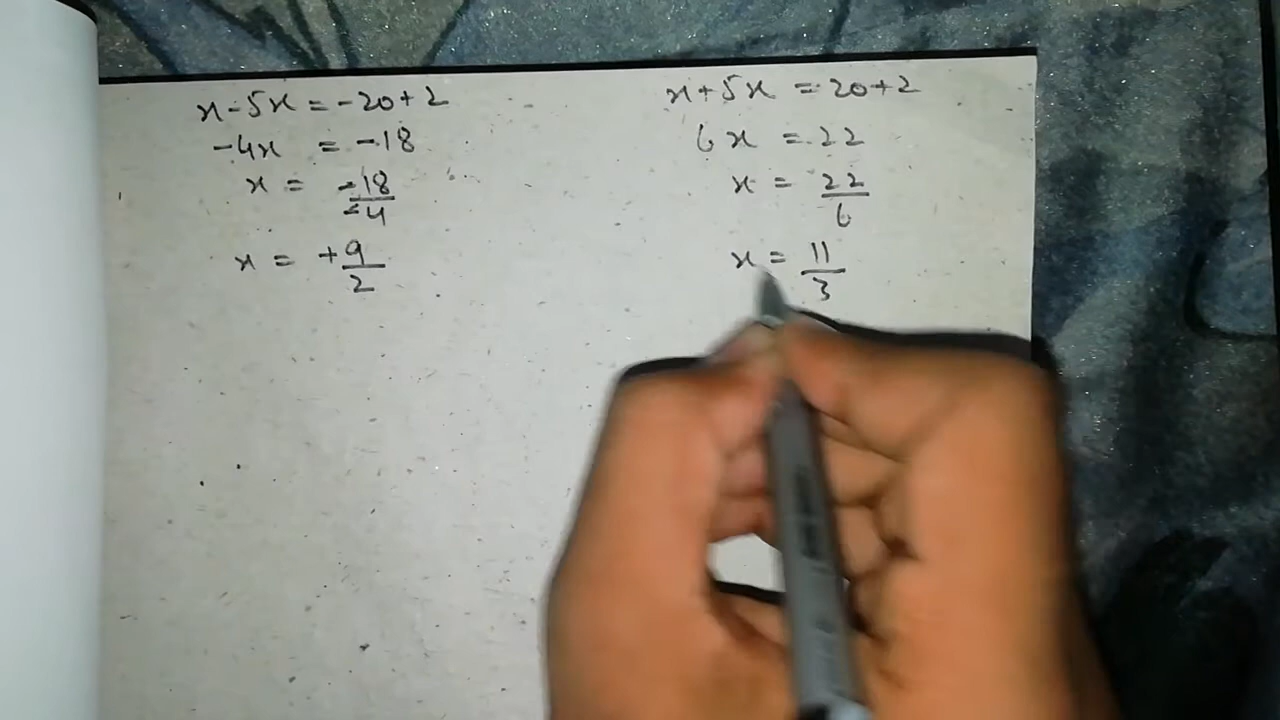 x-5x = -20+2
-4x = -18
x = -18/-4
x = +9/2
x+5x = 20+2
6x = 22
x = 22/6
x = 11/3